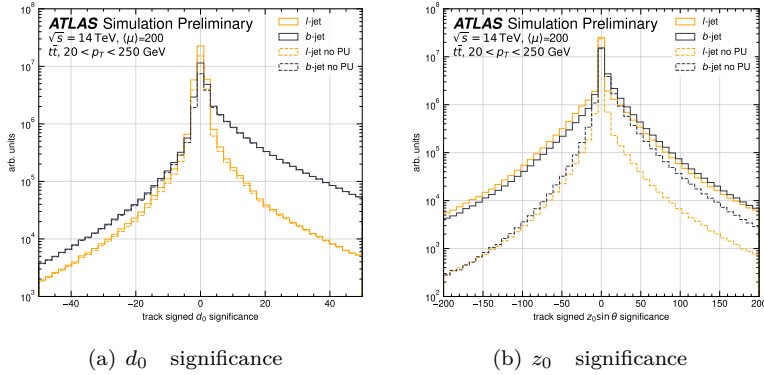 ATLAS Simulation Preliminary
√s = 14 TeV, ⟨μ⟩=200
tt̄, 20 < pT < 250 GeV
l-jet
b-jet
l-jet no PU
b-jet no PU
arb. units
10^8
10^7
10^6
10^5
10^4
10^3
−40 −20 0 20 40
track signed d0 significance
(a) d0 significance
ATLAS Simulation Preliminary
√s = 14 TeV, ⟨μ⟩=200
tt̄, 20 < pT < 250 GeV
l-jet
b-jet
l-jet no PU
b-jet no PU
arb. units
10^8
10^7
10^6
10^5
10^4
10^3
10^2
−200 −150 −100 −50 0 50 100 150 200
track signed z0sin θ significance
(b) z0 significance